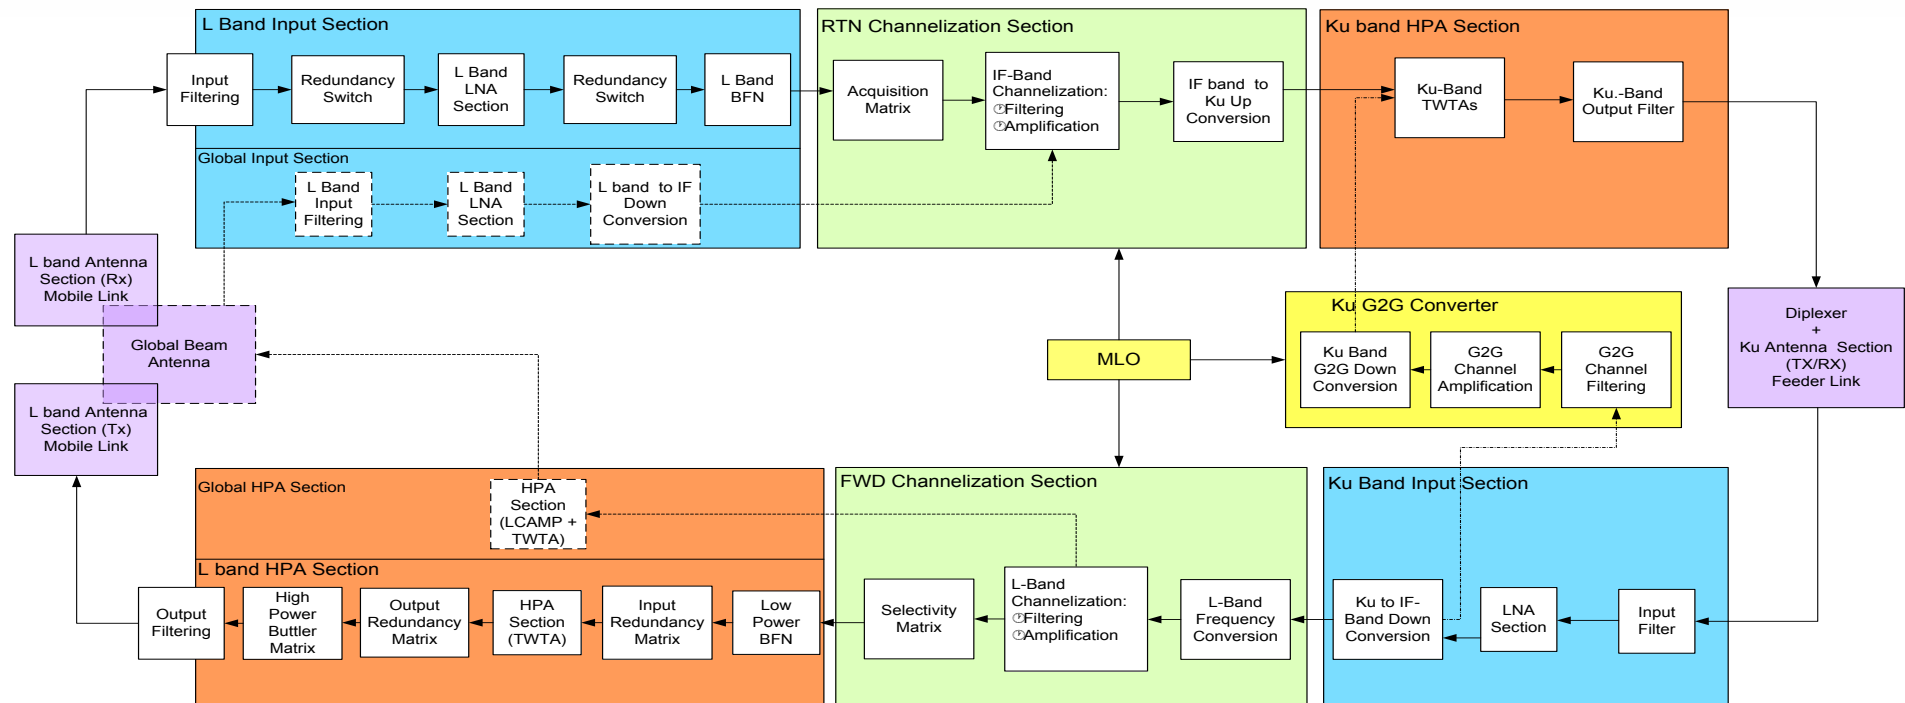 L Band Input Section
Input
Filtering
Redundancy
Switch
L Band
LNA
Section
Redundancy
Switch
L Band
BFN
Global Input Section
L Band
Input
Filtering
L Band
LNA
Section
L band to IF
Down
Conversion
RTN Channelization Section
Acquisition
Matrix
IF-Band
Channelization:
Filtering
Amplification
IF band to
Ku Up
Conversion
Ku band HPA Section
Ku-Band
TWTAs
Ku.-Band
Output Filter
L band Antenna
Section (Rx)
Mobile Link
Global Beam
Antenna
L band Antenna
Section (Tx)
Mobile Link
MLO
Ku G2G Converter
Ku Band
G2G Down
Conversion
G2G
Channel
Amplification
G2G
Channel
Filtering
Diplexer
+
Ku Antenna Section
(TX/RX)
Feeder Link
Global HPA Section
HPA
Section
(LCAMP +
TWTA)
L band HPA Section
Output
Filtering
High
Power
Buttler
Matrix
Output
Redundancy
Matrix
HPA
Section
(TWTA)
Input
Redundancy
Matrix
Low
Power
BFN
FWD Channelization Section
Selectivity
Matrix
L-Band
Channelization:
Filtering
Amplification
L-Band
Frequency
Conversion
Ku Band Input Section
Ku to IF-
Band Down
Conversion
LNA
Section
Input
Filter